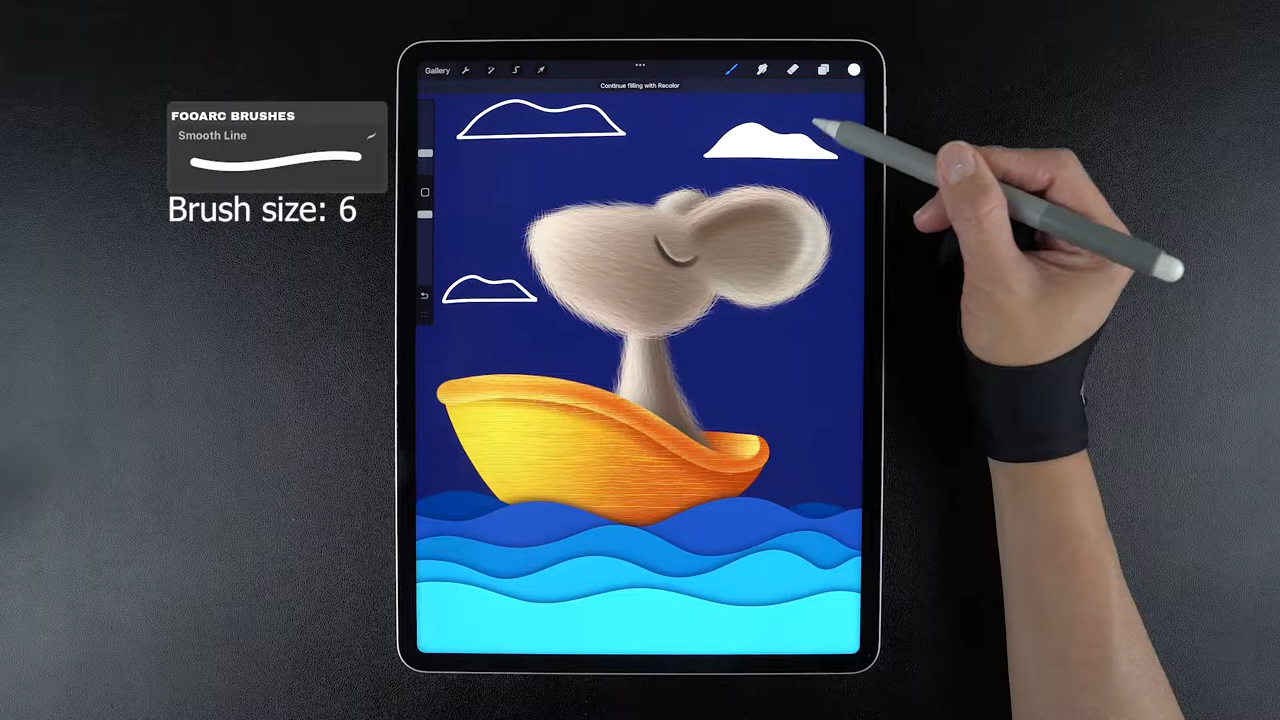 Gallery
Continue filling with Recolor
FOOARC BRUSHES
Smooth Line
Brush size: 6